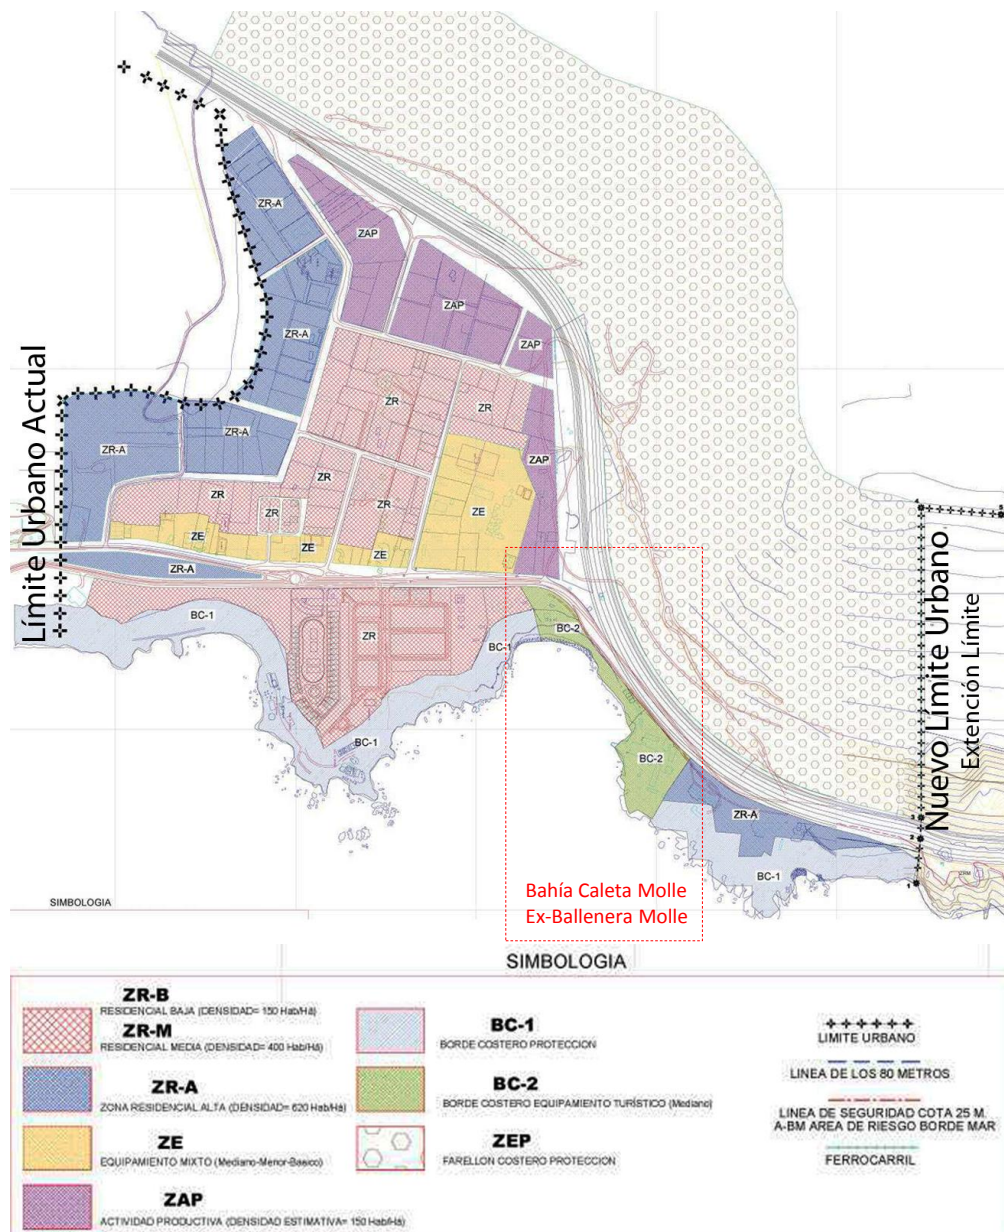 ZR-A
ZAP
ZR-A
ZAP
ZAP
ZR
ZR
ZR-A
ZAP
ZR-A
ZR
ZR
ZR
ZR
ZE
ZE
ZE
ZE
ZR-A
BC-1
ZR
BC-1
BC-2
BC-1
BC-2
ZR-A
BC-1
Límite Urbano Actual
Nuevo Límite Urbano
Extención Límite
4
3
2
1
Bahía Caleta Molle
Ex-Ballenera Molle
SIMBOLOGIA
SIMBOLOGIA
ZR-B
RESIDENCIAL BAJA (DENSIDAD= 150 Hab/Há)
ZR-M
RESIDENCIAL MEDIA (DENSIDAD= 400 Hab/Há)
ZR-A
ZONA RESIDENCIAL ALTA (DENSIDAD= 620 Hab/Há)
ZE
EQUIPAMIENTO MIXTO (Mediano-Menor-Basico)
ZAP
ACTIVIDAD PRODUCTIVA (DENSIDAD ESTIMATIVA= 150 Hab/Há)
BC-1
BORDE COSTERO PROTECCION
BC-2
BORDE COSTERO EQUIPAMIENTO TURÍSTICO (Mediano)
ZEP
FARELLON COSTERO PROTECCION
LIMITE URBANO
LINEA DE LOS 80 METROS
LINEA DE SEGURIDAD COTA 25 M.
A-BM AREA DE RIESGO BORDE MAR
FERROCARRIL